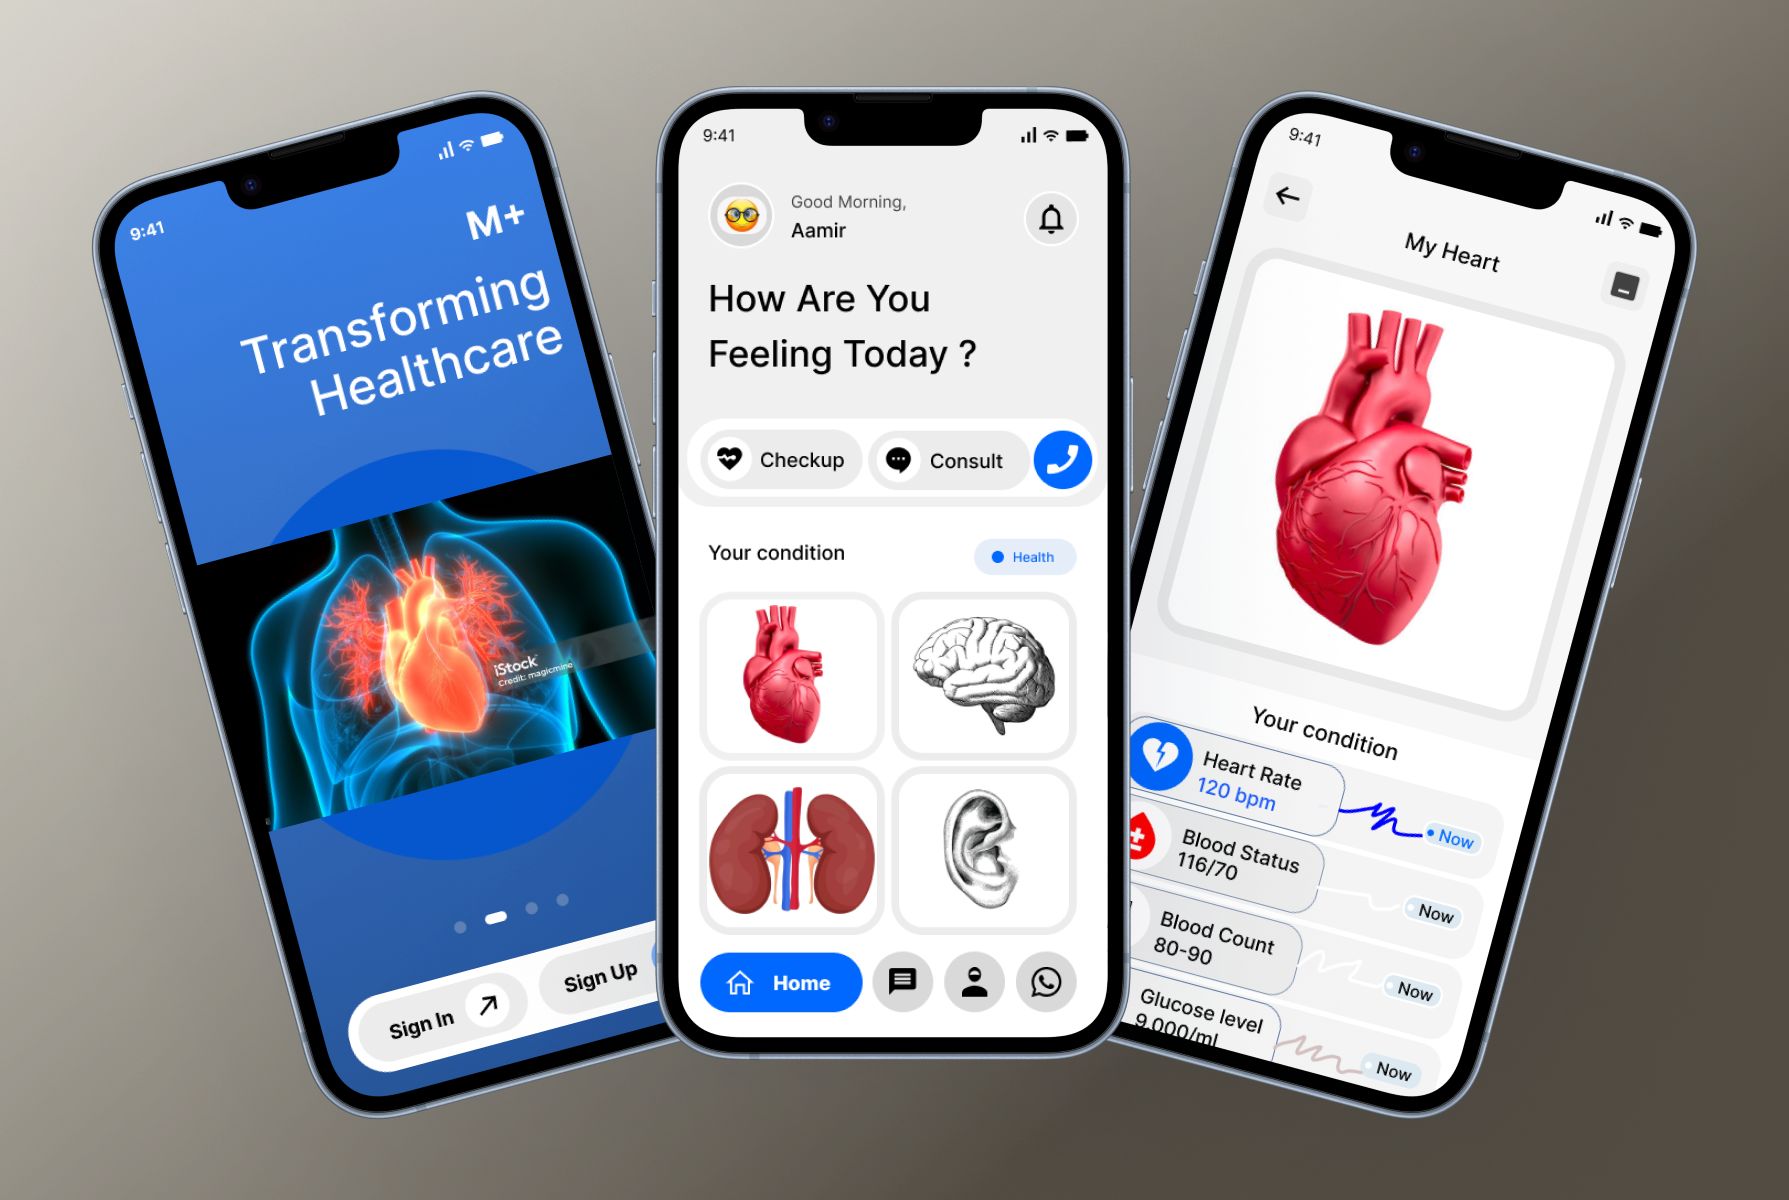 9:41
M+
Transforming
Healthcare
iStock
Credit: magicmine
Sign In
Sign Up
9:41
Good Morning,
Aamir
How Are You
Feeling Today ?
Checkup
Consult
Your condition
Health
Home
9:41
My Heart
Your condition
Heart Rate
120 bpm
Now
Blood Status
116/70
Now
Blood Count
80-90
Now
Glucose level
9,000/ml
Now